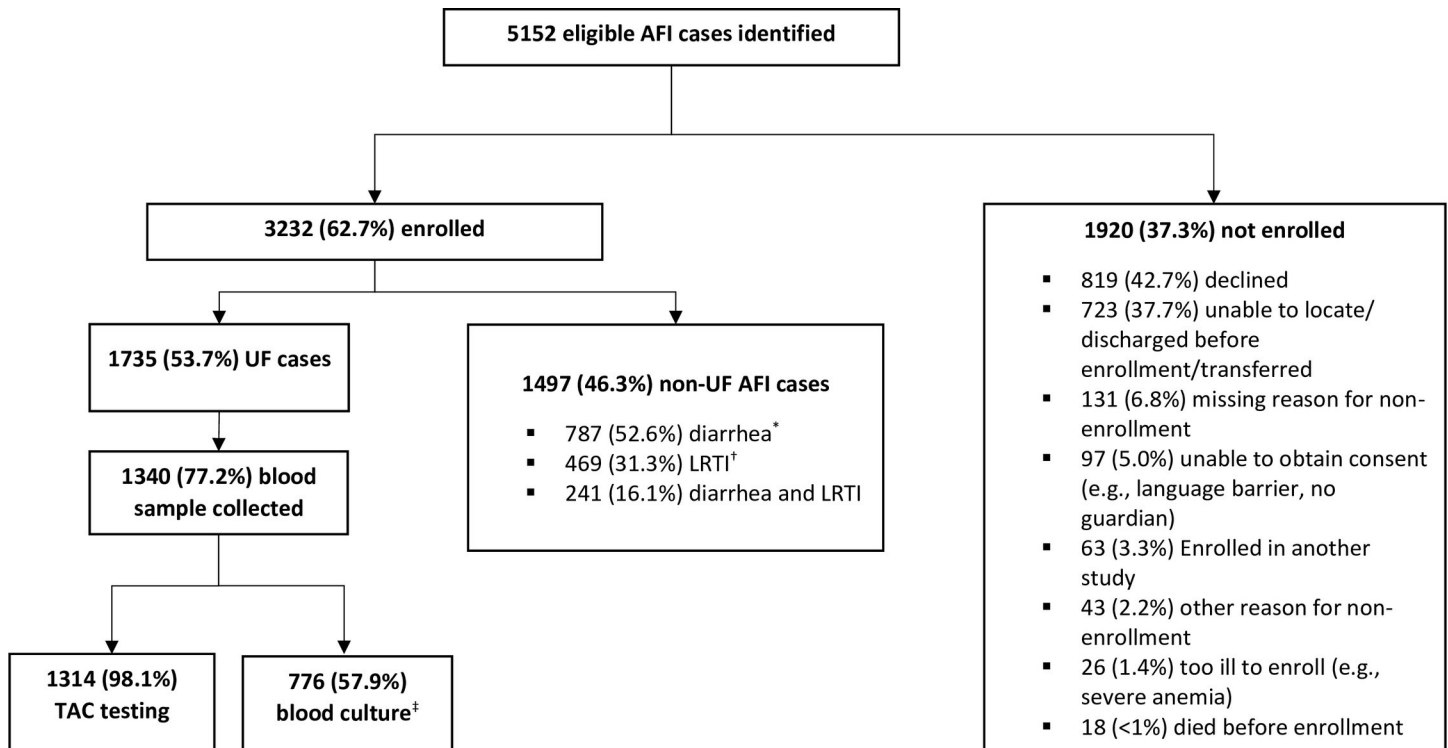 5152 eligible AFI cases identified
3232 (62.7%) enrolled
1735 (53.7%) UF cases
1340 (77.2%) blood
sample collected
1314 (98.1%)
TAC testing
776 (57.9%)
blood culture‡
1497 (46.3%) non-UF AFI cases
▪ 787 (52.6%) diarrhea*
▪ 469 (31.3%) LRTI†
▪ 241 (16.1%) diarrhea and LRTI
1920 (37.3%) not enrolled
▪ 819 (42.7%) declined
▪ 723 (37.7%) unable to locate/
discharged before
enrollment/transferred
▪ 131 (6.8%) missing reason for non-
enrollment
▪ 97 (5.0%) unable to obtain consent
(e.g., language barrier, no
guardian)
▪ 63 (3.3%) Enrolled in another
study
▪ 43 (2.2%) other reason for non-
enrollment
▪ 26 (1.4%) too ill to enroll (e.g.,
severe anemia)
▪ 18 (<1%) died before enrollment